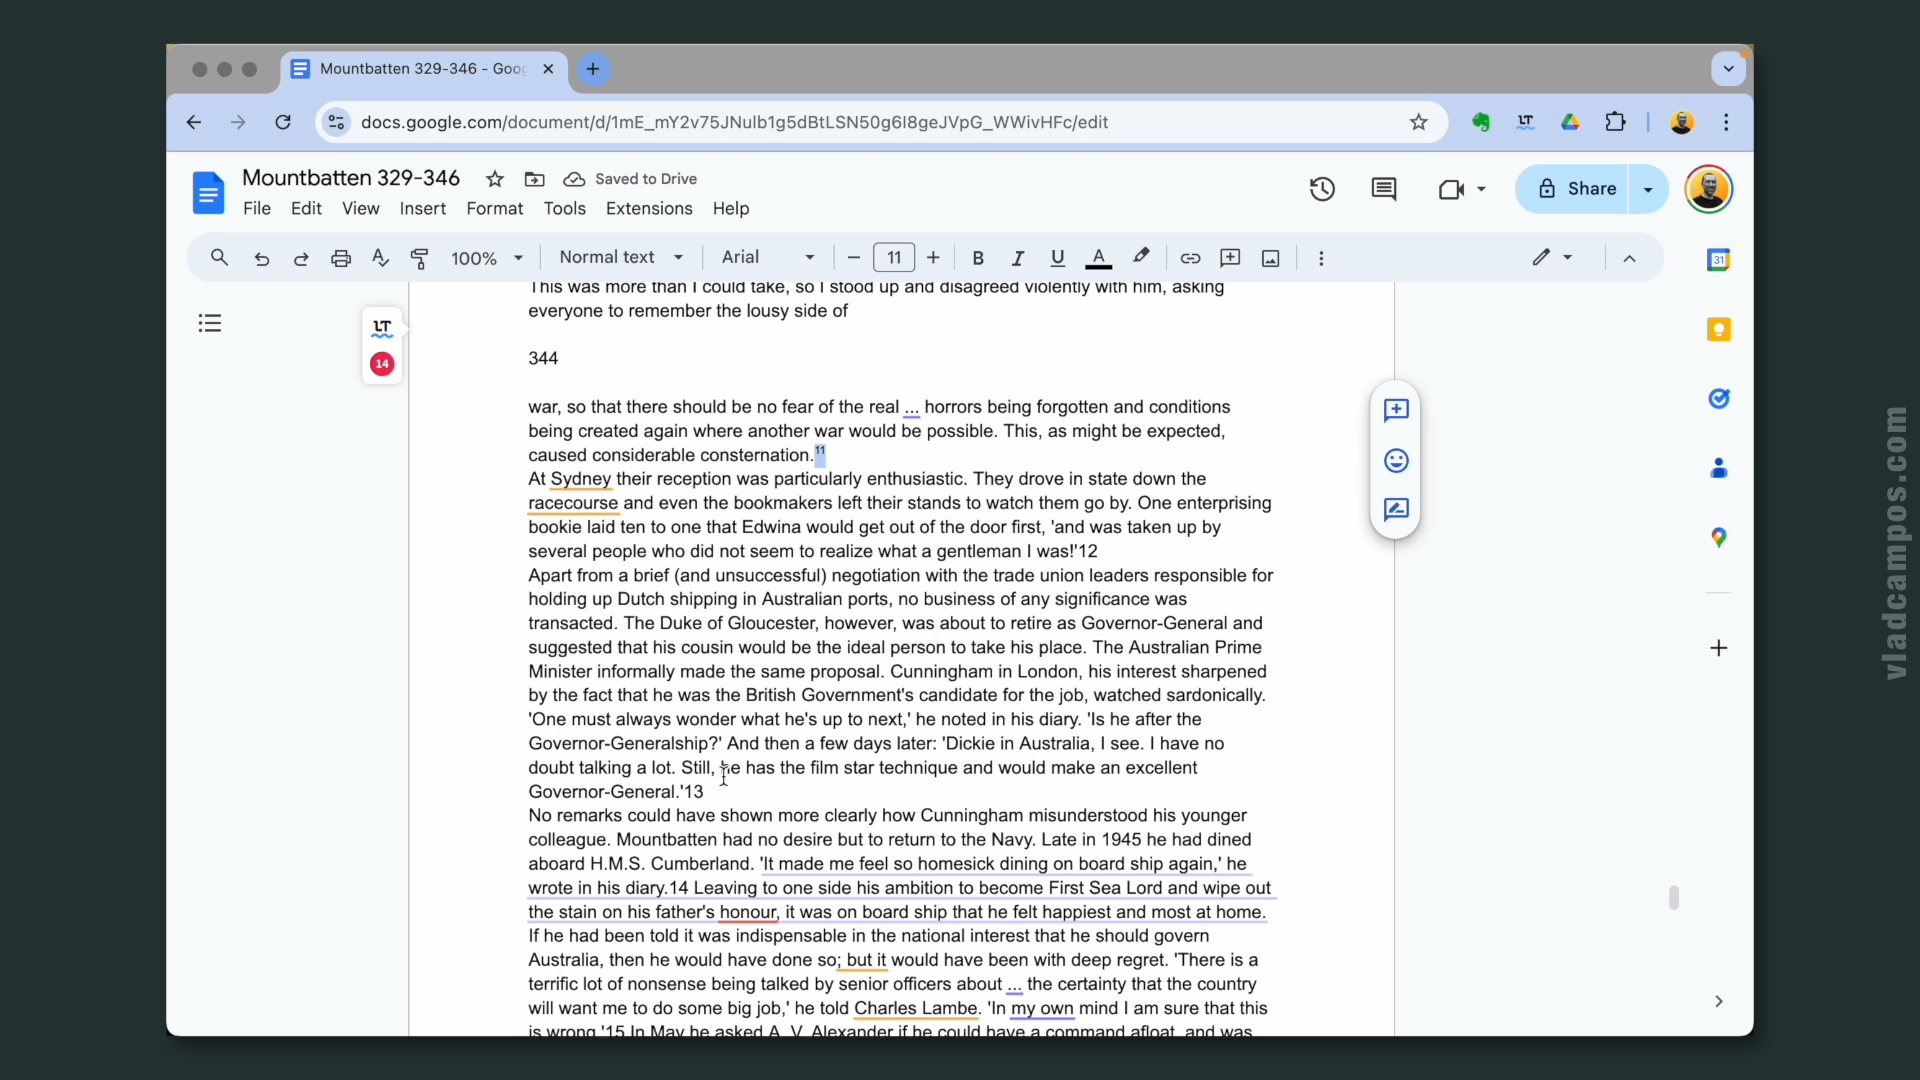 Mountbatten 329-346 - Goo
docs.google.com/document/d/1mE_mY2v75JNulb1g5dBtLSN50g6I8geJVpG_WWivHFc/edit
LT
Mountbatten 329-346
Saved to Drive
File Edit View Insert Format Tools Extensions Help
Share
100%
Normal text
Arial
11
B I U A
31
This was more than I could take, so I stood up and disagreed violently with him, asking
everyone to remember the lousy side of
LT
14
344
war, so that there should be no fear of the real ... horrors being forgotten and conditions
being created again where another war would be possible. This, as might be expected,
caused considerable consternation.11
At Sydney their reception was particularly enthusiastic. They drove in state down the
racecourse and even the bookmakers left their stands to watch them go by. One enterprising
bookie laid ten to one that Edwina would get out of the door first, 'and was taken up by
several people who did not seem to realize what a gentleman I was!'12
Apart from a brief (and unsuccessful) negotiation with the trade union leaders responsible for
holding up Dutch shipping in Australian ports, no business of any significance was
transacted. The Duke of Gloucester, however, was about to retire as Governor-General and
suggested that his cousin would be the ideal person to take his place. The Australian Prime
Minister informally made the same proposal. Cunningham in London, his interest sharpened
by the fact that he was the British Government's candidate for the job, watched sardonically.
'One must always wonder what he's up to next,' he noted in his diary. 'Is he after the
Governor-Generalship?' And then a few days later: 'Dickie in Australia, I see. I have no
doubt talking a lot. Still, he has the film star technique and would make an excellent
Governor-General.'13
No remarks could have shown more clearly how Cunningham misunderstood his younger
colleague. Mountbatten had no desire but to return to the Navy. Late in 1945 he had dined
aboard H.M.S. Cumberland. 'It made me feel so homesick dining on board ship again,' he
wrote in his diary.14 Leaving to one side his ambition to become First Sea Lord and wipe out
the stain on his father's honour, it was on board ship that he felt happiest and most at home.
If he had been told it was indispensable in the national interest that he should govern
Australia, then he would have done so; but it would have been with deep regret. 'There is a
terrific lot of nonsense being talked by senior officers about ... the certainty that the country
will want me to do some big job,' he told Charles Lambe. 'In my own mind I am sure that this
is wrong.'15 In May he asked A. V. Alexander if he could have a command afloat, and was
vladcampos.com